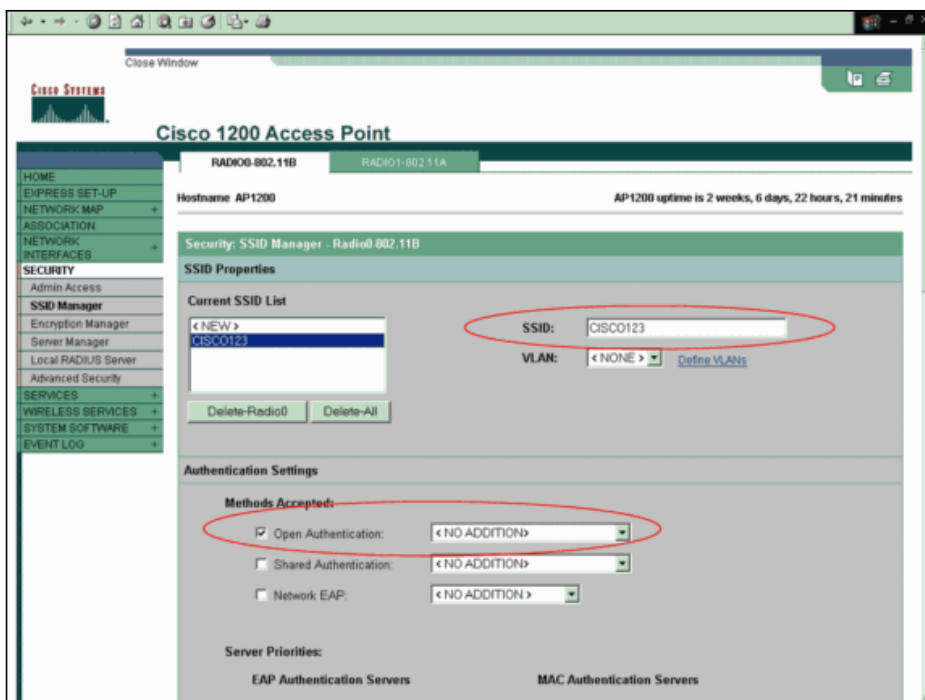 Close Window
CISCO SYSTEMS
Cisco 1200 Access Point
RADIO0-802.11B
RADIO1-802.11A
Hostname AP1200
AP1200 uptime is 2 weeks, 6 days, 22 hours, 21 minutes
HOME
EXPRESS SET-UP
NETWORK MAP +
ASSOCIATION
NETWORK
INTERFACES +
SECURITY
Admin Access
SSID Manager
Encryption Manager
Server Manager
Local RADIUS Server
Advanced Security
SERVICES +
WIRELESS SERVICES +
SYSTEM SOFTWARE +
EVENT LOG +
Security: SSID Manager - Radio0-802.11B
SSID Properties
Current SSID List
< NEW >
CISCO123
Delete-Radio0
Delete-All
SSID: CISCO123
VLAN: < NONE > Define VLANs
Authentication Settings
Methods Accepted:
Open Authentication: < NO ADDITION>
Shared Authentication: < NO ADDITION>
Network EAP: < NO ADDITION >
Server Priorities:
EAP Authentication Servers
MAC Authentication Servers